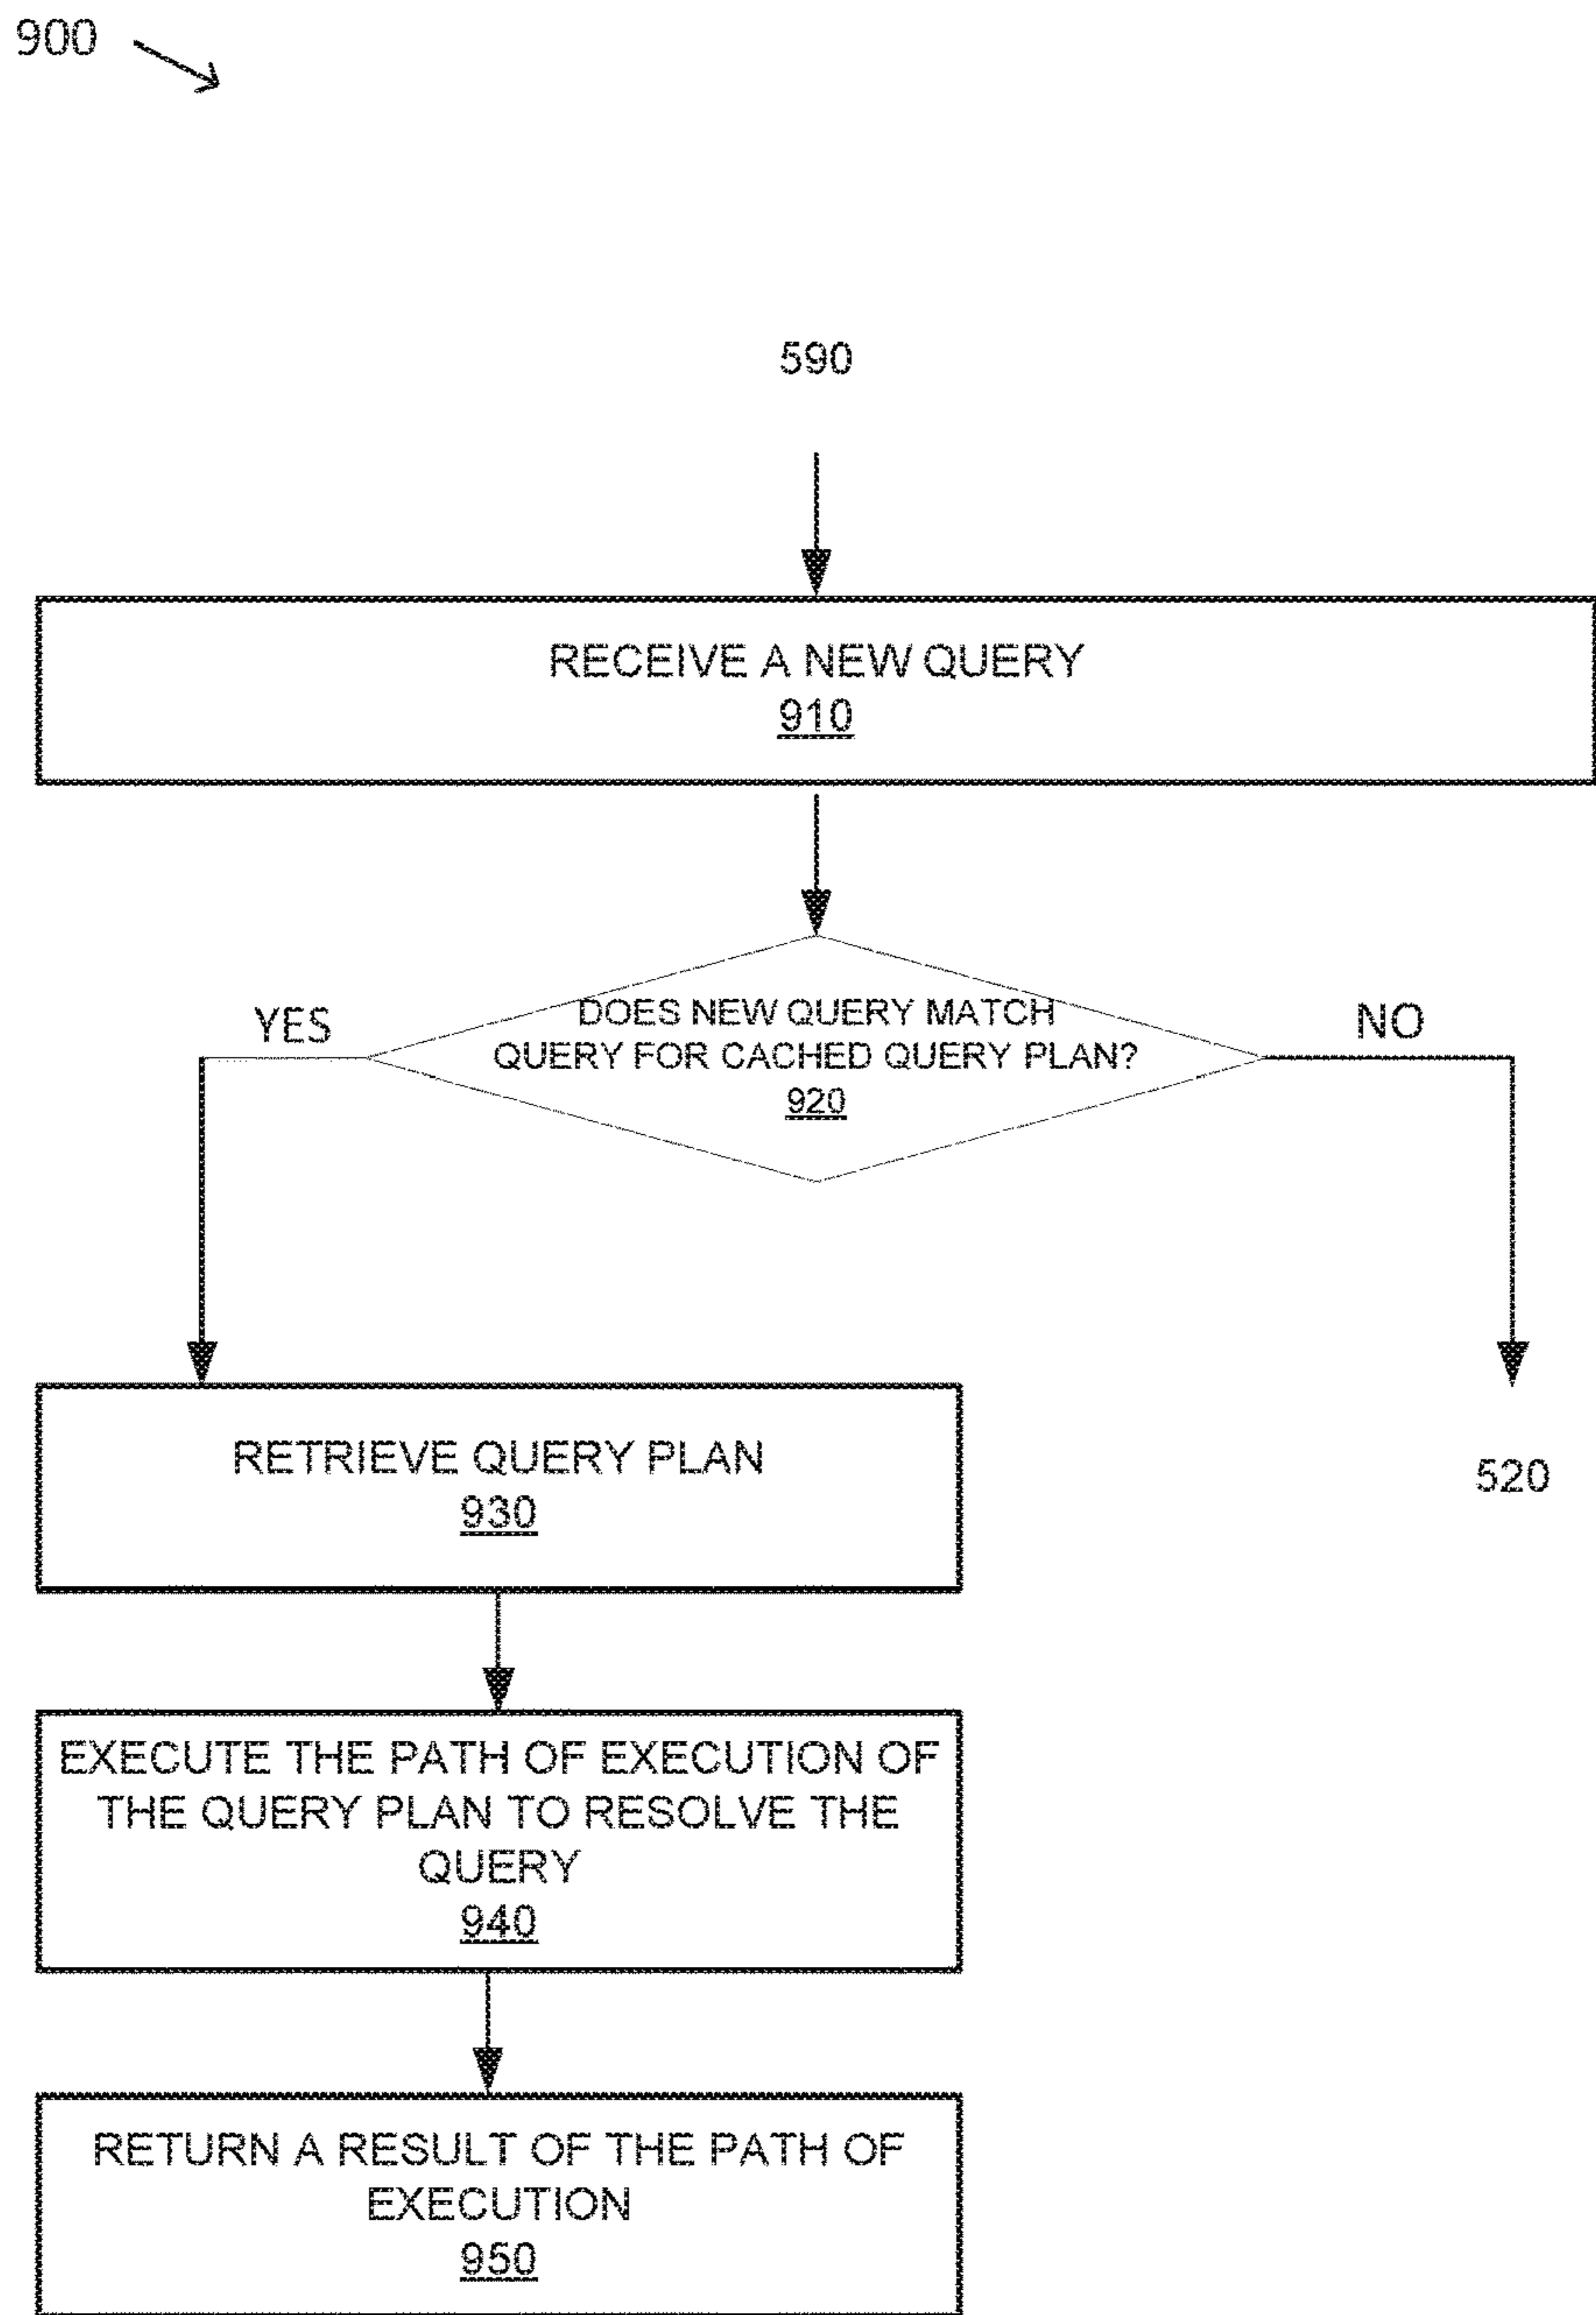 900
590
RECEIVE A NEW QUERY
910
YES
DOES NEW QUERY MATCH
NO
QUERY FOR CACHED QUERY PLAN?
920
RETRIEVE QUERY PLAN
930
520
EXECUTE THE PATH OF EXECUTION OF
THE QUERY PLAN TO RESOLVE THE
QUERY
940
RETURN A RESULT OF THE PATH OF
EXECUTION
950